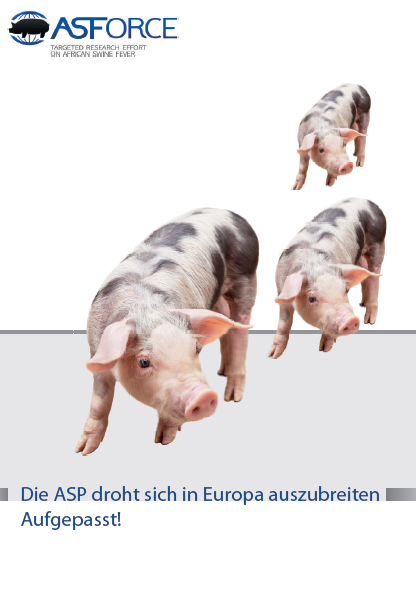 ASFORCE
TARGETED RESEARCH EFFORT
ON AFRICAN SWINE FEVER
Die ASP droht sich in Europa auszubreiten
Aufgepasst!